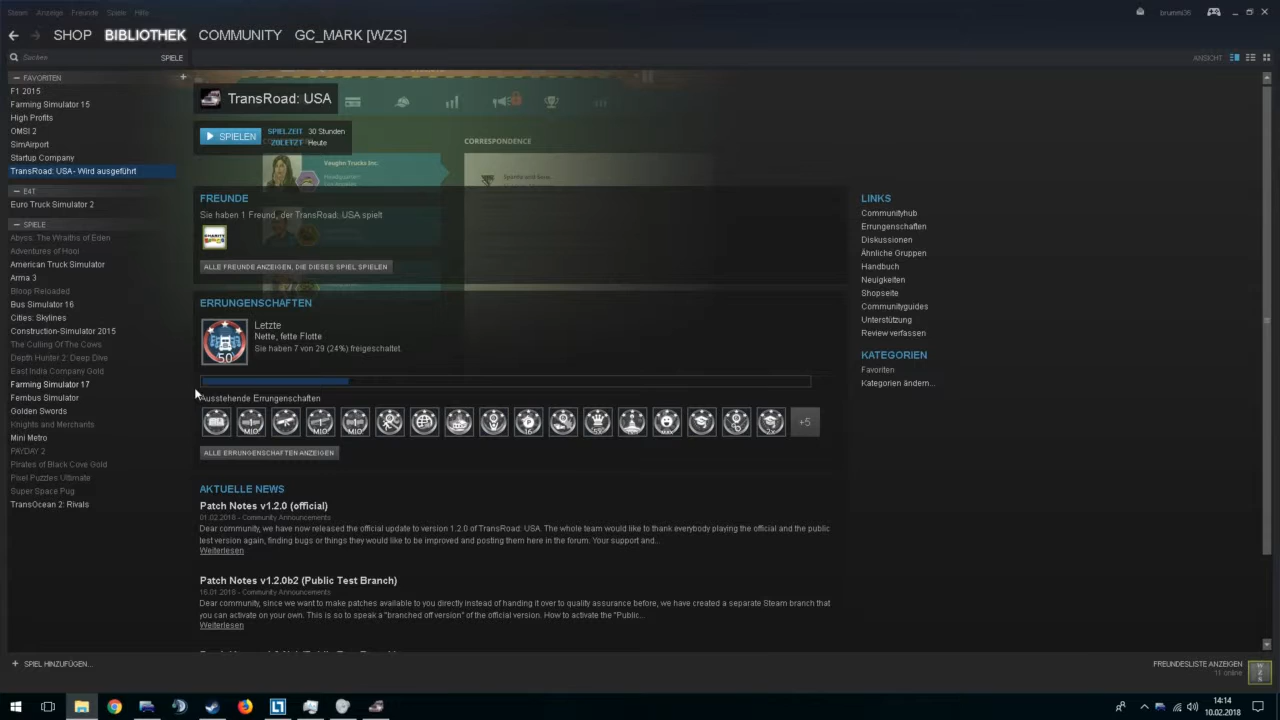 Steam Anzeige Freunde Spiele Hilfe
brummi36
SHOP BIBLIOTHEK COMMUNITY GC_MARK [WZS]
Suchen SPIELE
ANSICHT
FAVORITEN
F1 2015
Farming Simulator 15
High Profits
OMSI 2
SimAirport
Startup Company
TransRoad: USA - Wird ausgeführt
E4T
Euro Truck Simulator 2
SPIELE
Abyss: The Wraiths of Eden
Adventures of Hooi
American Truck Simulator
Arma 3
Bloop Reloaded
Bus Simulator 16
Cities: Skylines
Construction-Simulator 2015
The Culling Of The Cows
Depth Hunter 2: Deep Dive
East India Company Gold
Farming Simulator 17
Fernbus Simulator
Golden Swords
Knights and Merchants
Mini Metro
PAYDAY 2
Pirates of Black Cove Gold
Pixel Puzzles: Ultimate
Super Space Pug
TransOcean 2: Rivals
TransRoad: USA
SPIELEN
SPIELZEIT 30 Stunden
ZULETZT Heute
CORRESPONDENCE
Vaughn Trucks Inc.
FREUNDE
Sie haben 1 Freund, der TransRoad: USA spielt
ALLE FREUNDE ANZEIGEN, DIE DIESES SPIEL SPIELEN
ERRUNGENSCHAFTEN
Letzte
Nette, fette Flotte
Sie haben 7 von 29 (24%) freigeschaltet.
50
Ausstehende Errungenschaften
+5
ALLE ERRUNGENSCHAFTEN ANZEIGEN
AKTUELLE NEWS
Patch Notes v1.2.0 (official)
01.02.2018 - Community Announcements
Dear community, we have now released the official update to version 1.2.0 of TransRoad: USA. The whole team would like to thank everybody playing the official and the public
test version again, finding bugs or things they would like to be improved and posting them here in the forum. Your support and...
Weiterlesen
Patch Notes v1.2.0b2 (Public Test Branch)
16.01.2018 - Community Announcements
Dear community, since we want to make patches available to you directly instead of handing it over to quality assurance before, we have created a separate Steam branch that
you can activate on your own. This is so to speak a "branched off version" of the official version. How to activate the "Public...
Weiterlesen
LINKS
Communityhub
Errungenschaften
Diskussionen
Ähnliche Gruppen
Handbuch
Neuigkeiten
Shopseite
Communityguides
Unterstützung
Review verfassen
KATEGORIEN
Favoriten
Kategorien ändern...
SPIEL HINZUFÜGEN...
FREUNDESLISTE ANZEIGEN
11 online
14:14
10.02.2018